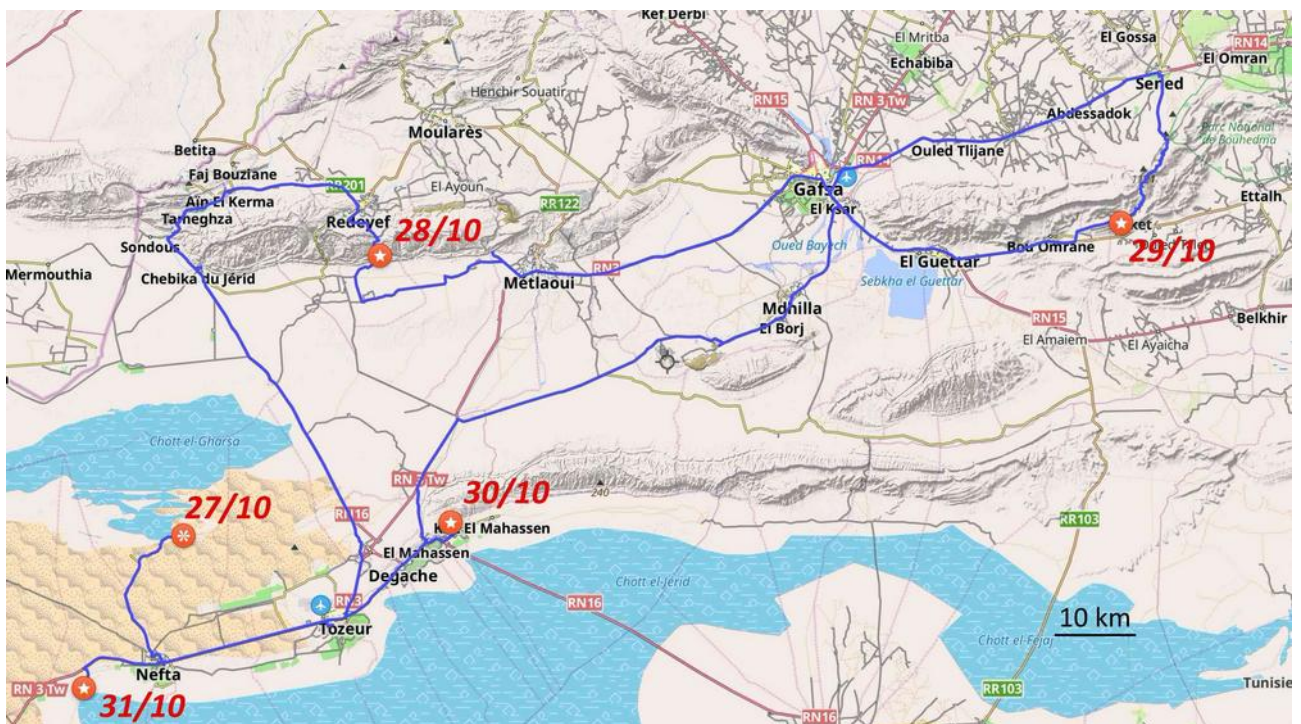 Kef Derbi
El Mritba
El Gossa
RN14
El Omran
Echabiba
Sened
Henchir Souatir
RN15
RN 3 Tw
Abdessadok
Moularès
Parc National
de Bouhedma
Betita
Ouled Tlijane
RN14
Faj Bouziane
RR201
El Ayoun
Gafsa
Ettalh
Aïn El Kerma
RR122
El Ksar
Tameghza
Redeyef
28/10
Sondous
Oued Bayech
Bou Omrane
29/10
Mermouthia
Chebika du Jérid
RN3
El Guettar
Metlaoui
Sebkha el Guettar
Mdhilla
RN15
Belkhir
El Borj
El Amaiem
El Ayaicha
Chott el-Gharsa
RN 3 Tw
30/10
240
27/10
RN16
El Mahassen
RR103
El Mahassen
Degache
Chott el-Jerid
RN3
RN16
10 km
Tozeur
Chott el-Fejaj
Nefta
RN 3 Tw
RR103
Tunisie
31/10
RN16